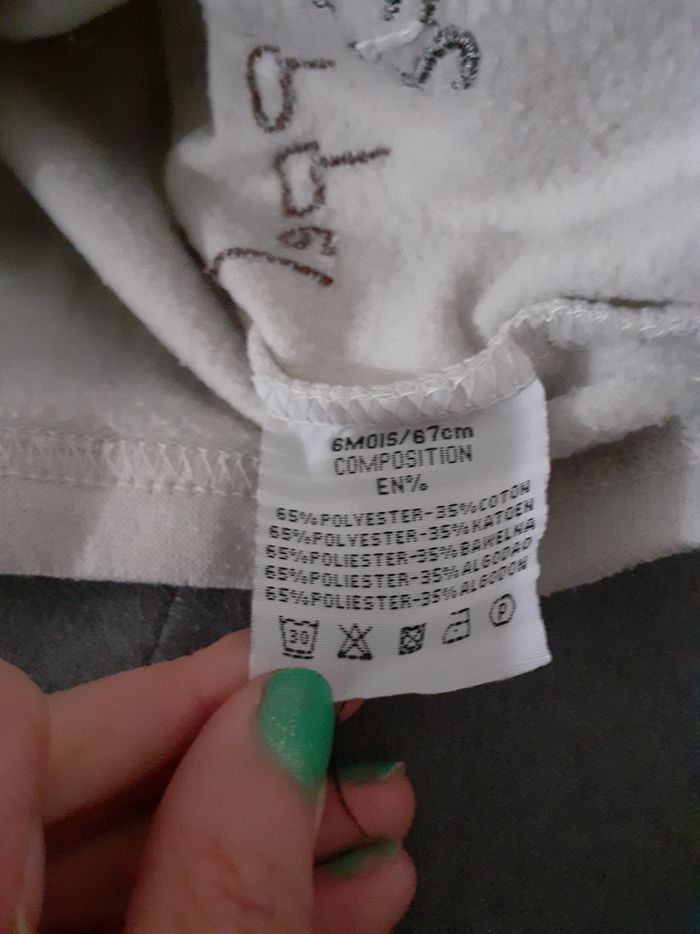 6MOIS/67cm
COMPOSITION
EN%
65%POLYESTER-35%COTON
65%POLYESTER-35%KATOEN
65%POLIESTER-35%BAWELNA
65%POLIESTER-35%ALGODAO
65%POLIESTER-35%ALGODON
30
P